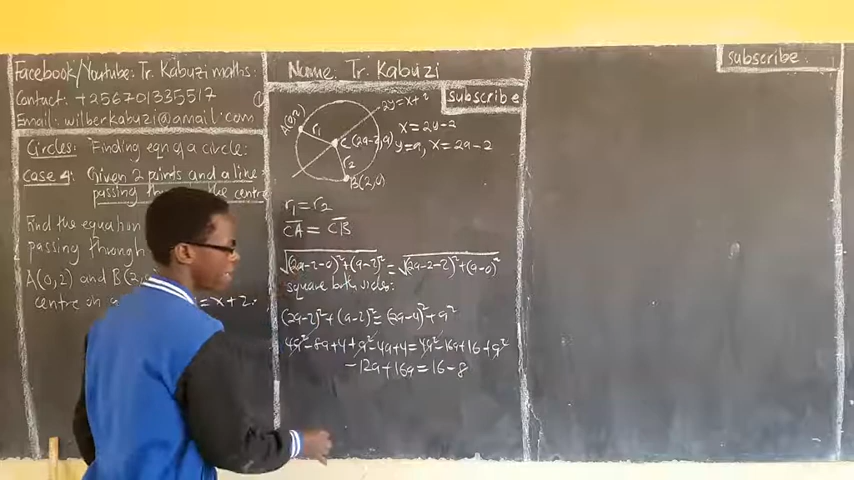 Facebook/Youtube: Tr. Kabuzi maths:
Contact: +256701335517
Email: wilberkabuzi@gmail.com
Circles: Finding eqn of a circle:
Case 4: Given 2 points and a line
passing through the centre
Find the equation
passing through
A(0,2) and B(2,
centre on a = x+2.
Name: Tr. Kabuzi
subscribe
①
2y=x+2
A(0,2)
r₁
C(2a-2,a)
r₂
B(2,0)
x=2y-2
y=a, x=2a-2
r₁=r₂
CA = CB
√(2a-2-0)²+(a-2)² = √(2a-2-2)²+(a-0)²
square both sides:
(2a-2)²+(a-2)²=(2a-4)²+a²
4a²-8a+4+a²-4a+4=4a²-16a+16+a²
-12a+16a=16-8
subscribe